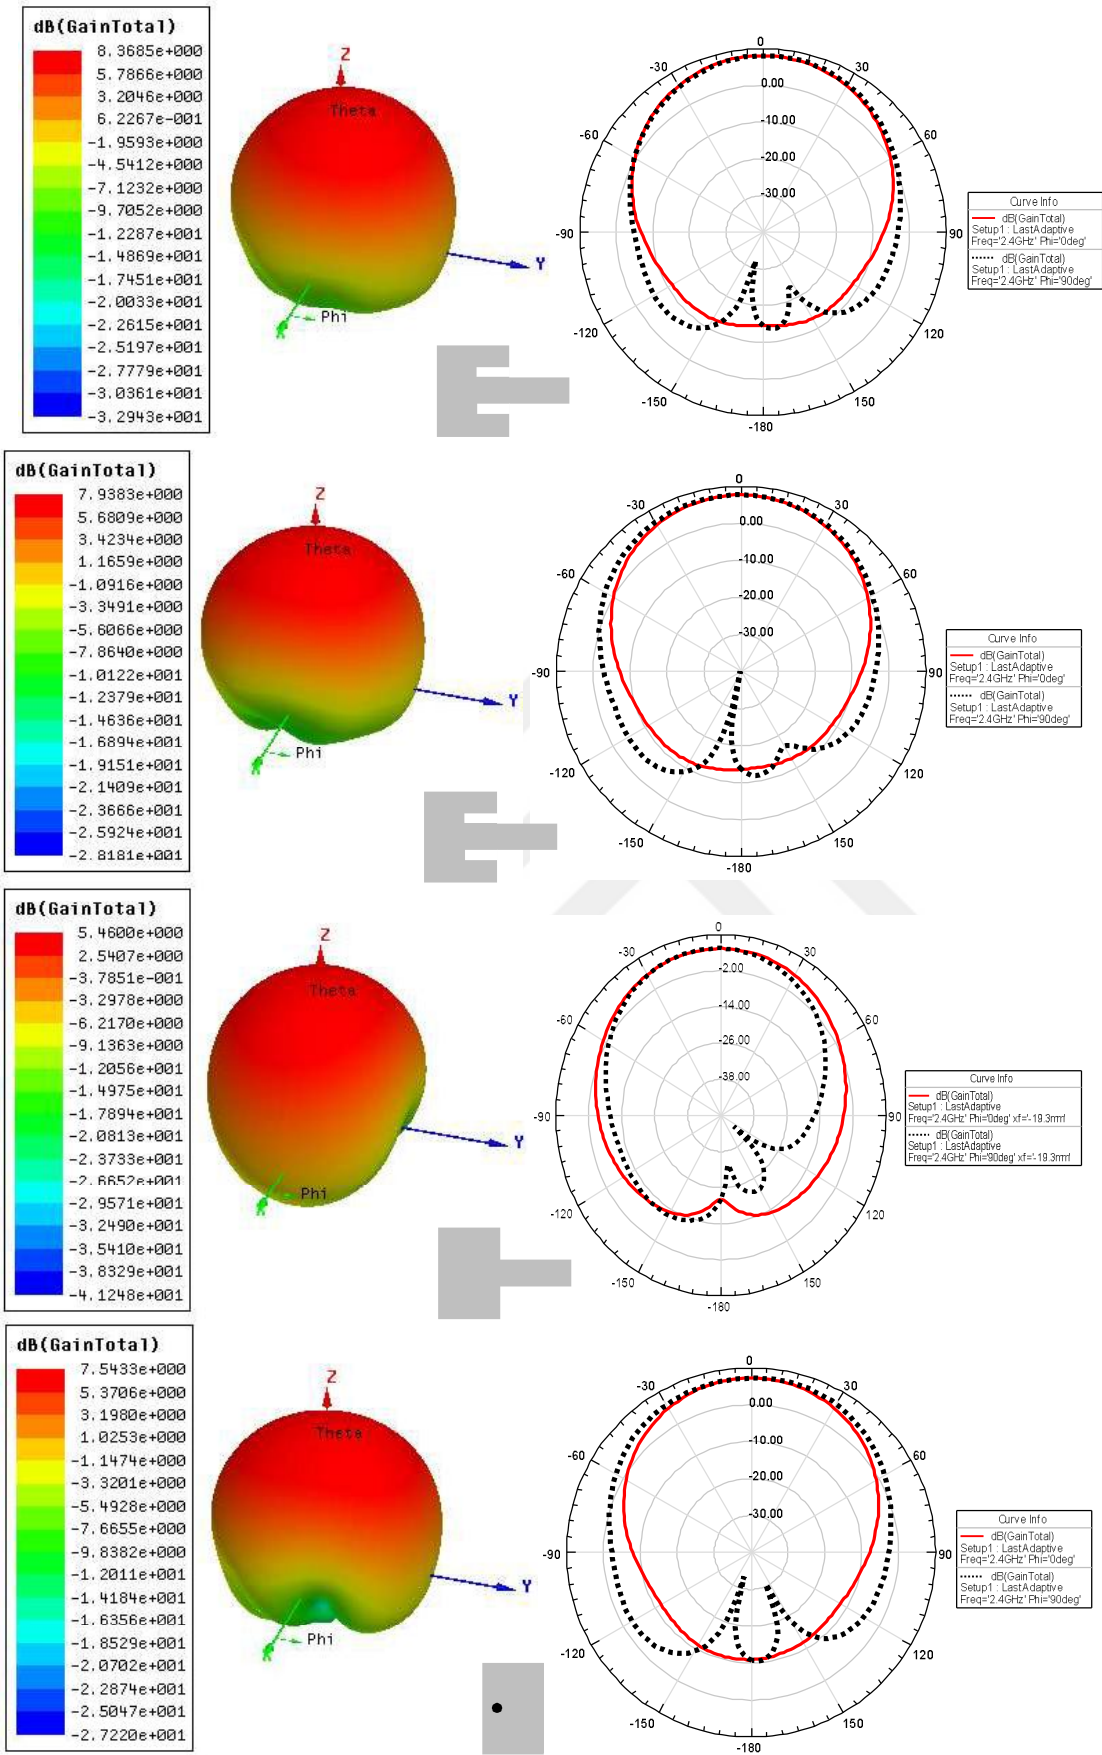 dB(GainTotal)
8.3685e+000
5.7866e+000
3.2046e+000
6.2267e-001
-1.9593e+000
-4.5412e+000
-7.1232e+000
-9.7052e+000
-1.2287e+001
-1.4869e+001
-1.7451e+001
-2.0033e+001
-2.2615e+001
-2.5197e+001
-2.7779e+001
-3.0361e+001
-3.2943e+001
Z
Theta
Y
Phi
0
-30
30
-60
60
-90
90
-120
120
-150
150
-180
0.00
-10.00
-20.00
-30.00
Curve Info
dB(GainTotal)
Setup1 : LastAdaptive
Freq='2.4GHz' Phi='0deg'
dB(GainTotal)
Setup1 : LastAdaptive
Freq='2.4GHz' Phi='90deg'
dB(GainTotal)
7.9383e+000
5.6809e+000
3.4234e+000
1.1659e+000
-1.0916e+000
-3.3491e+000
-5.6066e+000
-7.8640e+000
-1.0122e+001
-1.2379e+001
-1.4636e+001
-1.6894e+001
-1.9151e+001
-2.1409e+001
-2.3666e+001
-2.5924e+001
-2.8181e+001
Z
Theta
Y
Phi
0
-30
30
-60
60
-90
90
-120
120
-150
150
-180
0.00
-10.00
-20.00
-30.00
Curve Info
dB(GainTotal)
Setup1 : LastAdaptive
Freq='2.4GHz' Phi='0deg'
dB(GainTotal)
Setup1 : LastAdaptive
Freq='2.4GHz' Phi='90deg'
dB(GainTotal)
5.4600e+000
2.5407e+000
-3.7851e-001
-3.2978e+000
-6.2170e+000
-9.1363e+000
-1.2056e+001
-1.4975e+001
-1.7894e+001
-2.0813e+001
-2.3733e+001
-2.6652e+001
-2.9571e+001
-3.2490e+001
-3.5410e+001
-3.8329e+001
-4.1248e+001
Z
Theta
Y
Phi
0
-30
30
-60
60
-90
90
-120
120
-150
150
-180
-2.00
-14.00
-26.00
-38.00
Curve Info
dB(GainTotal)
Setup1 : LastAdaptive
Freq='2.4GHz' Phi='0deg' xf='-19.3mm'
dB(GainTotal)
Setup1 : LastAdaptive
Freq='2.4GHz' Phi='90deg' xf='-19.3mm'
dB(GainTotal)
7.5433e+000
5.3706e+000
3.1980e+000
1.0253e+000
-1.1474e+000
-3.3201e+000
-5.4928e+000
-7.6655e+000
-9.8382e+000
-1.2011e+001
-1.4184e+001
-1.6356e+001
-1.8529e+001
-2.0702e+001
-2.2874e+001
-2.5047e+001
-2.7220e+001
Z
Theta
Y
Phi
0
-30
30
-60
60
-90
90
-120
120
-150
150
-180
0.00
-10.00
-20.00
-30.00
Curve Info
dB(GainTotal)
Setup1 : LastAdaptive
Freq='2.4GHz' Phi='0deg'
dB(GainTotal)
Setup1 : LastAdaptive
Freq='2.4GHz' Phi='90deg'